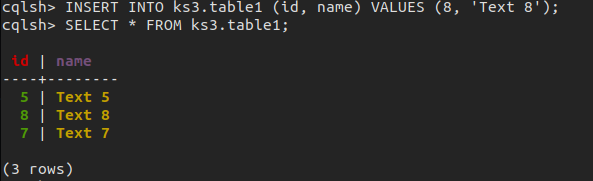 cqlsh> INSERT INTO ks3.table1 (id, name) VALUES (8, 'Text 8');
cqlsh> SELECT * FROM ks3.table1;

 id | name
----+--------
  5 | Text 5
  8 | Text 8
  7 | Text 7

(3 rows)